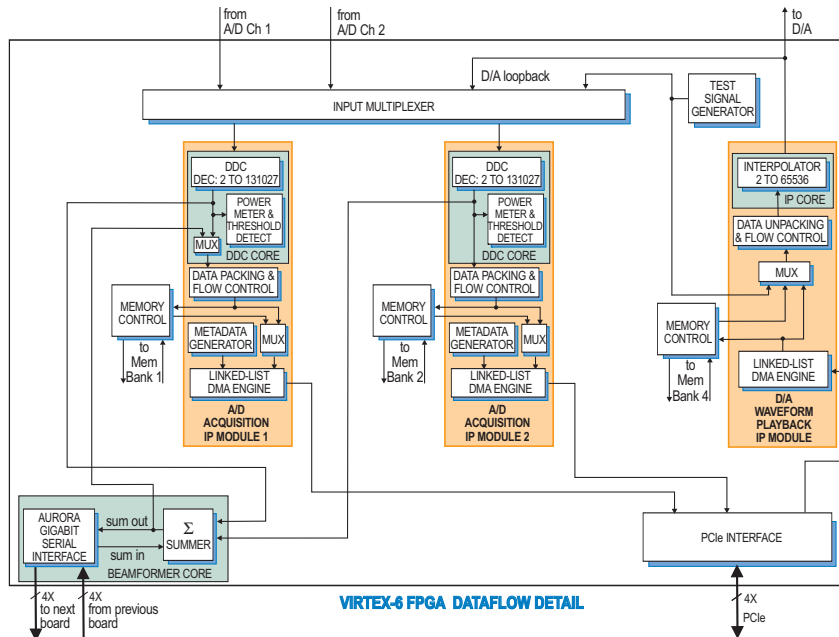 from
A/D Ch 1
from
A/D Ch 2
to
D/A
D/A loopback
TEST
SIGNAL
GENERATOR
INPUT MULTIPLEXER
DDC
DEC: 2 TO 131027
POWER
METER &
THRESHOLD
DETECT
MUX
DDC CORE
DATA PACKING &
FLOW CONTROL
MEMORY
CONTROL
METADATA
GENERATOR
MUX
to
Mem
Bank 1
LINKED-LIST
DMA ENGINE
A/D
ACQUISITION
IP MODULE 1
DDC
DEC: 2 TO 131027
POWER
METER &
THRESHOLD
DETECT
DDC CORE
DATA PACKING &
FLOW CONTROL
MEMORY
CONTROL
METADATA
GENERATOR
MUX
to
Mem
Bank 2
LINKED-LIST
DMA ENGINE
A/D
ACQUISITION
IP MODULE 2
INTERPOLATOR
2 TO 65536
IP CORE
DATA UNPACKING
& FLOW CONTROL
MUX
MEMORY
CONTROL
to
Mem
Bank 4
LINKED-LIST
DMA ENGINE
D/A
WAVEFORM
PLAYBACK
IP MODULE
AURORA
GIGABIT
SERIAL
INTERFACE
sum out
sum in
Σ
SUMMER
BEAMFORMER CORE
PCIe INTERFACE
4X
to next
board
4X
from previous
board
VIRTEX-6 FPGA DATAFLOW DETAIL
4X
PCIe